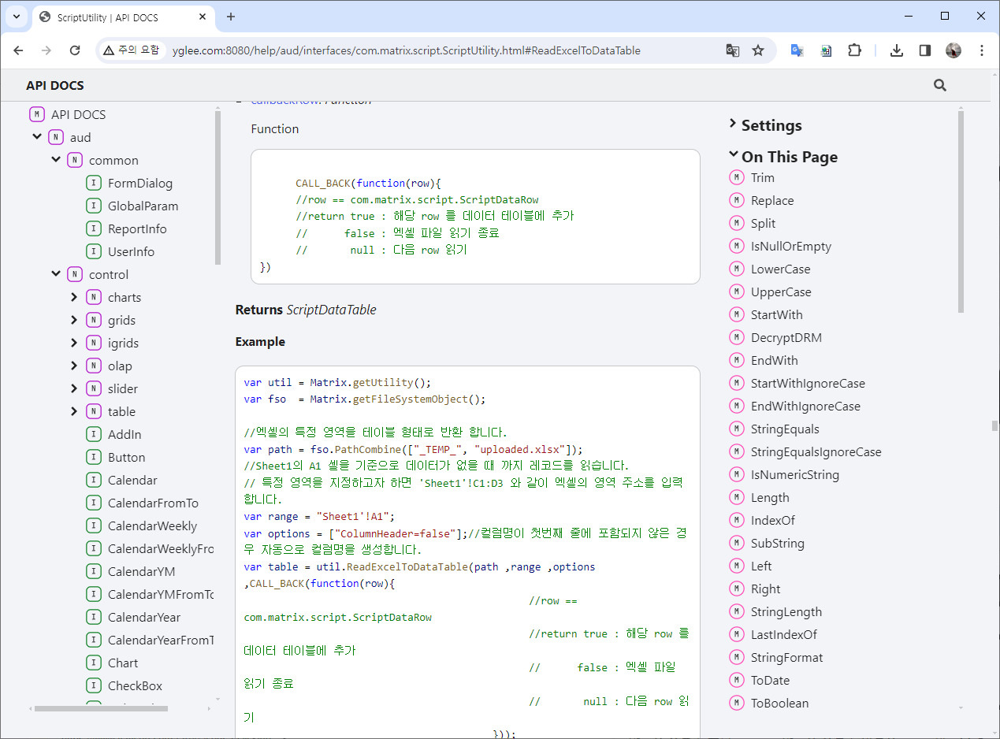 ScriptUtility | API DOCS
주의 요함
yglee.com:8080/help/aud/interfaces/com.matrix.script.ScriptUtility.html#ReadExcelToDataTable
API DOCS
M API DOCS
N aud
N common
I FormDialog
I GlobalParam
I ReportInfo
I UserInfo
N control
N charts
N grids
N igrids
N olap
N slider
N table
I AddIn
I Button
I Calendar
I CalendarFromTo
I CalendarWeekly
I CalendarWeeklyFro
I CalendarYM
I CalendarYMFromTo
I CalendarYear
I CalendarYearFromT
I Chart
I CheckBox
callbackRow: Function
Function
CALL_BACK(function(row){
//row == com.matrix.script.ScriptDataRow
//return true : 해당 row 를 데이터 테이블에 추가
//      false : 엑셀 파일 읽기 종료
//       null : 다음 row 읽기
})
Returns ScriptDataTable
Example
var util = Matrix.getUtility();
var fso  = Matrix.getFileSystemObject();
//엑셀의 특정 영역을 테이블 형태로 반환 합니다.
var path = fso.PathCombine(["_TEMP_", "uploaded.xlsx"]);
//Sheet1의 A1 셀을 기준으로 데이터가 없을 때 까지 레코드를 읽습니다.
// 특정 영역을 지정하고자 하면 'Sheet1'!C1:D3 와 같이 엑셀의 영역 주소를 입력
합니다.
var range = "Sheet1'!A1";
var options = ["ColumnHeader=false"];//컬럼명이 첫번째 줄에 포함되지 않은 경
우 자동으로 컬럼명을 생성합니다.
var table = util.ReadExcelToDataTable(path ,range ,options
,CALL_BACK(function(row){
//row ==
com.matrix.script.ScriptDataRow
//return true : 해당 row 를
데이터 테이블에 추가
//      false : 엑셀 파일
읽기 종료
//       null : 다음 row 읽
기
}));
Settings
On This Page
M Trim
M Replace
M Split
M IsNullOrEmpty
M LowerCase
M UpperCase
M StartWith
M DecryptDRM
M EndWith
M StartWithIgnoreCase
M EndWithIgnoreCase
M StringEquals
M StringEqualsIgnoreCase
M IsNumericString
M Length
M IndexOf
M SubString
M Left
M Right
M StringLength
M LastIndexOf
M StringFormat
M ToDate
M ToBoolean